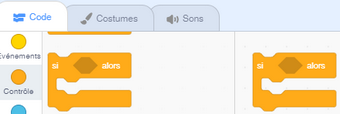 Code Costumes Sons
Événements
si alors si alors
Contrôle